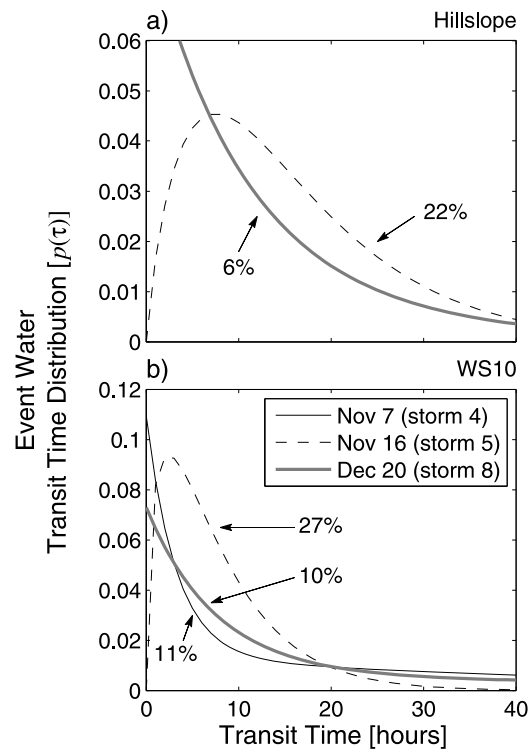 a)
Hillslope
0.06
0.05
0.04
0.03
0.02
0.01
0
22%
6%
Event Water
Transit Time Distribution [p(τ)]
b)
WS10
0.12
0.1
0.08
0.06
0.04
0.02
0
Nov 7 (storm 4)
Nov 16 (storm 5)
Dec 20 (storm 8)
27%
10%
11%
0
10
20
30
40
Transit Time [hours]